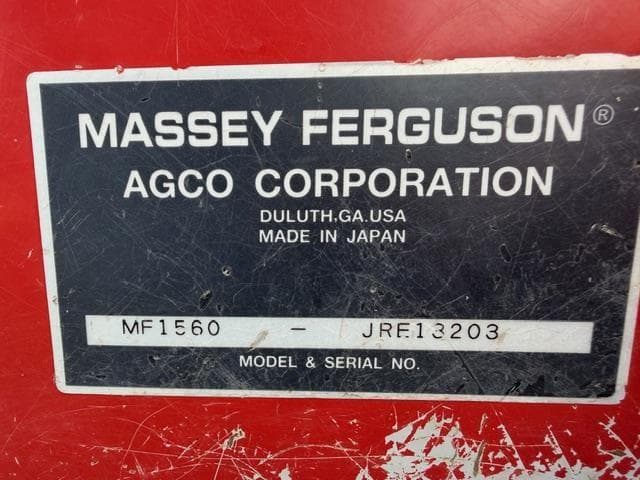 MASSEY FERGUSON®
AGCO CORPORATION
DULUTH.GA.USA
MADE IN JAPAN
MF1560 - JRE13203
MODEL & SERIAL NO.